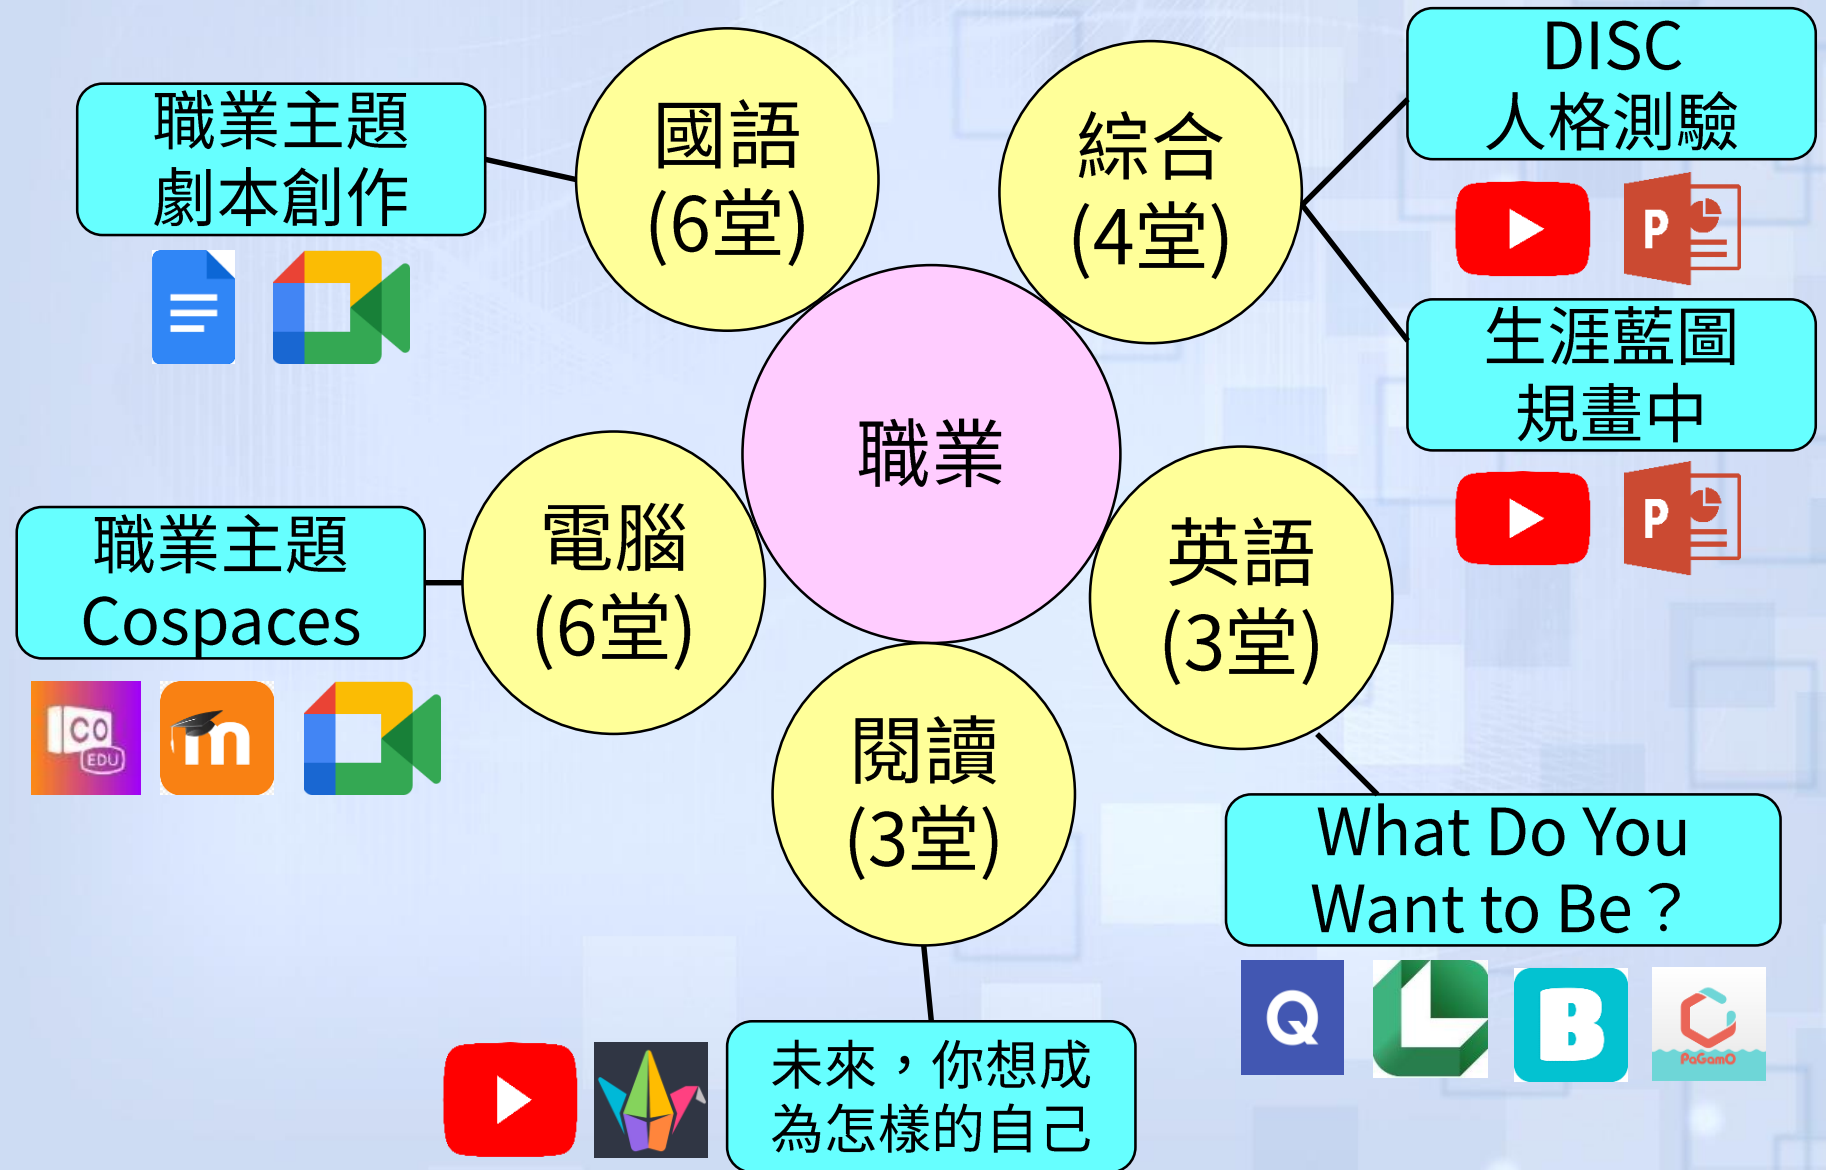 職業主題
劇本創作
國語
(6堂)
綜合
(4堂)
DISC
人格測驗
P
生涯藍圖
規畫中
P
職業
職業主題
Cospaces
電腦
(6堂)
英語
(3堂)
CO
EDU
m
閱讀
(3堂)
What Do You
Want to Be？
Q
L
B
PaGamO
未來，你想成
為怎樣的自己